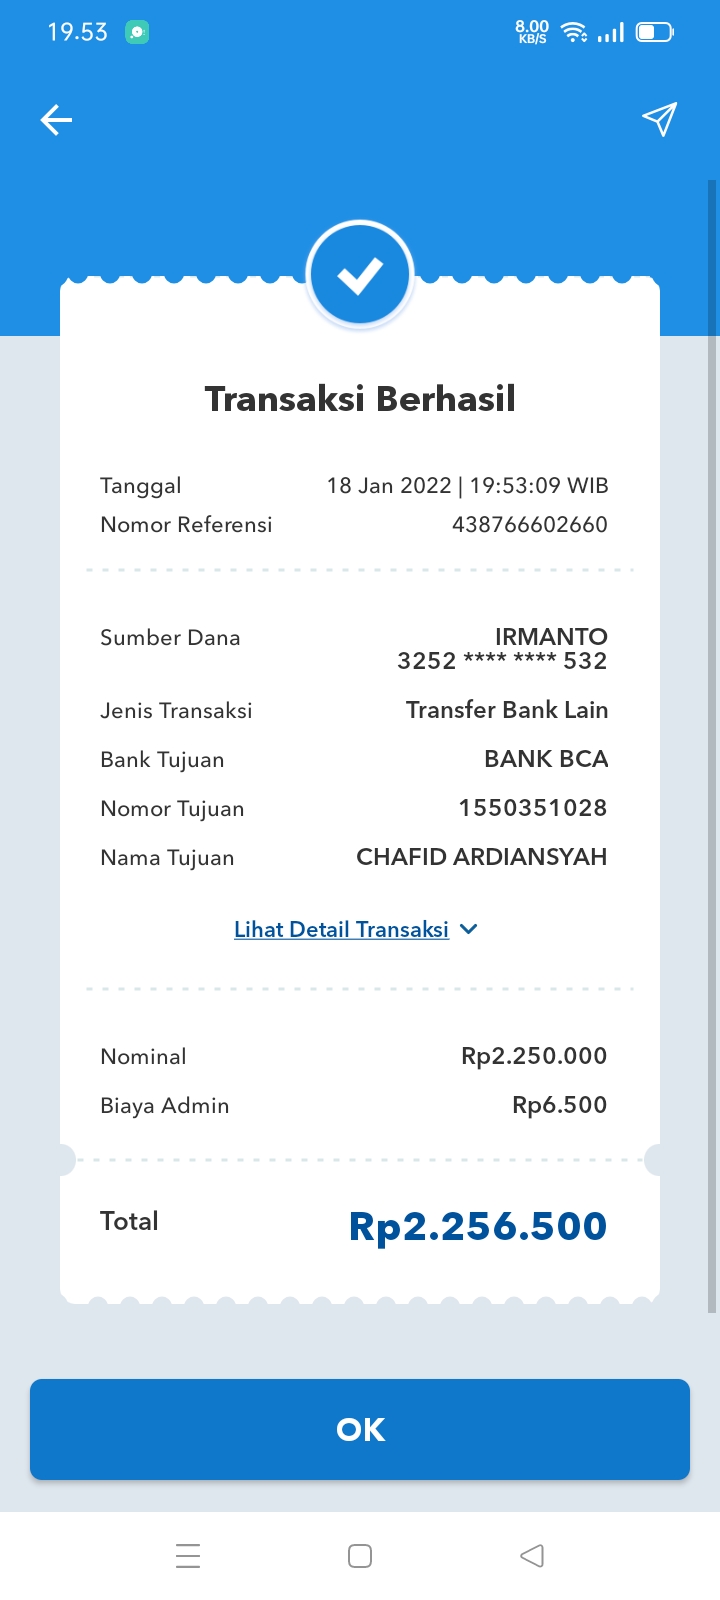 19.53
8.00
KB/S
Transaksi Berhasil
Tanggal 18 Jan 2022 | 19:53:09 WIB
Nomor Referensi 438766602660
Sumber Dana IRMANTO
3252 **** **** 532
Jenis Transaksi Transfer Bank Lain
Bank Tujuan BANK BCA
Nomor Tujuan 1550351028
Nama Tujuan CHAFID ARDIANSYAH
Lihat Detail Transaksi
Nominal Rp2.250.000
Biaya Admin Rp6.500
Total Rp2.256.500
OK